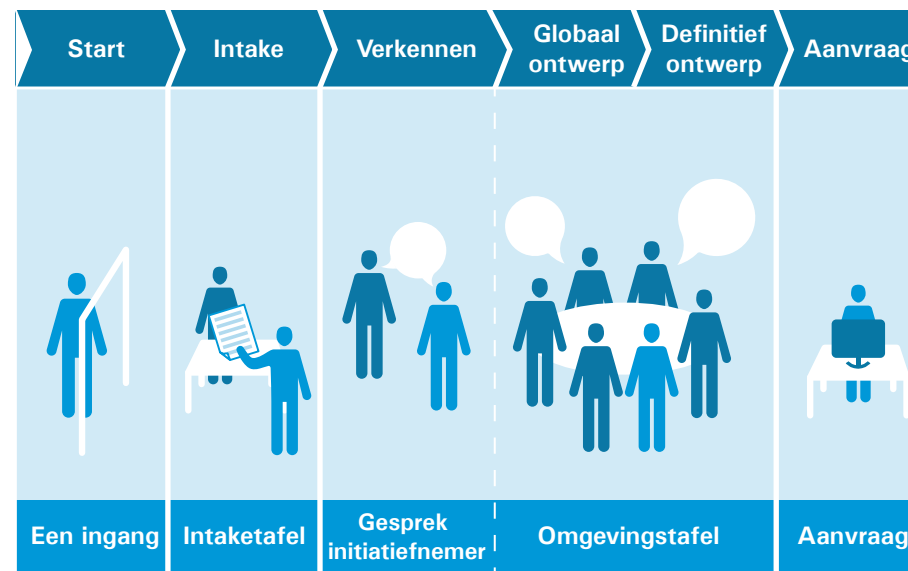 Start
Intake
Verkennen
Globaal
ontwerp
Definitief
ontwerp
Aanvraag
Een ingang
Intaketafel
Gesprek
initiatiefnemer
Omgevingstafel
Aanvraag